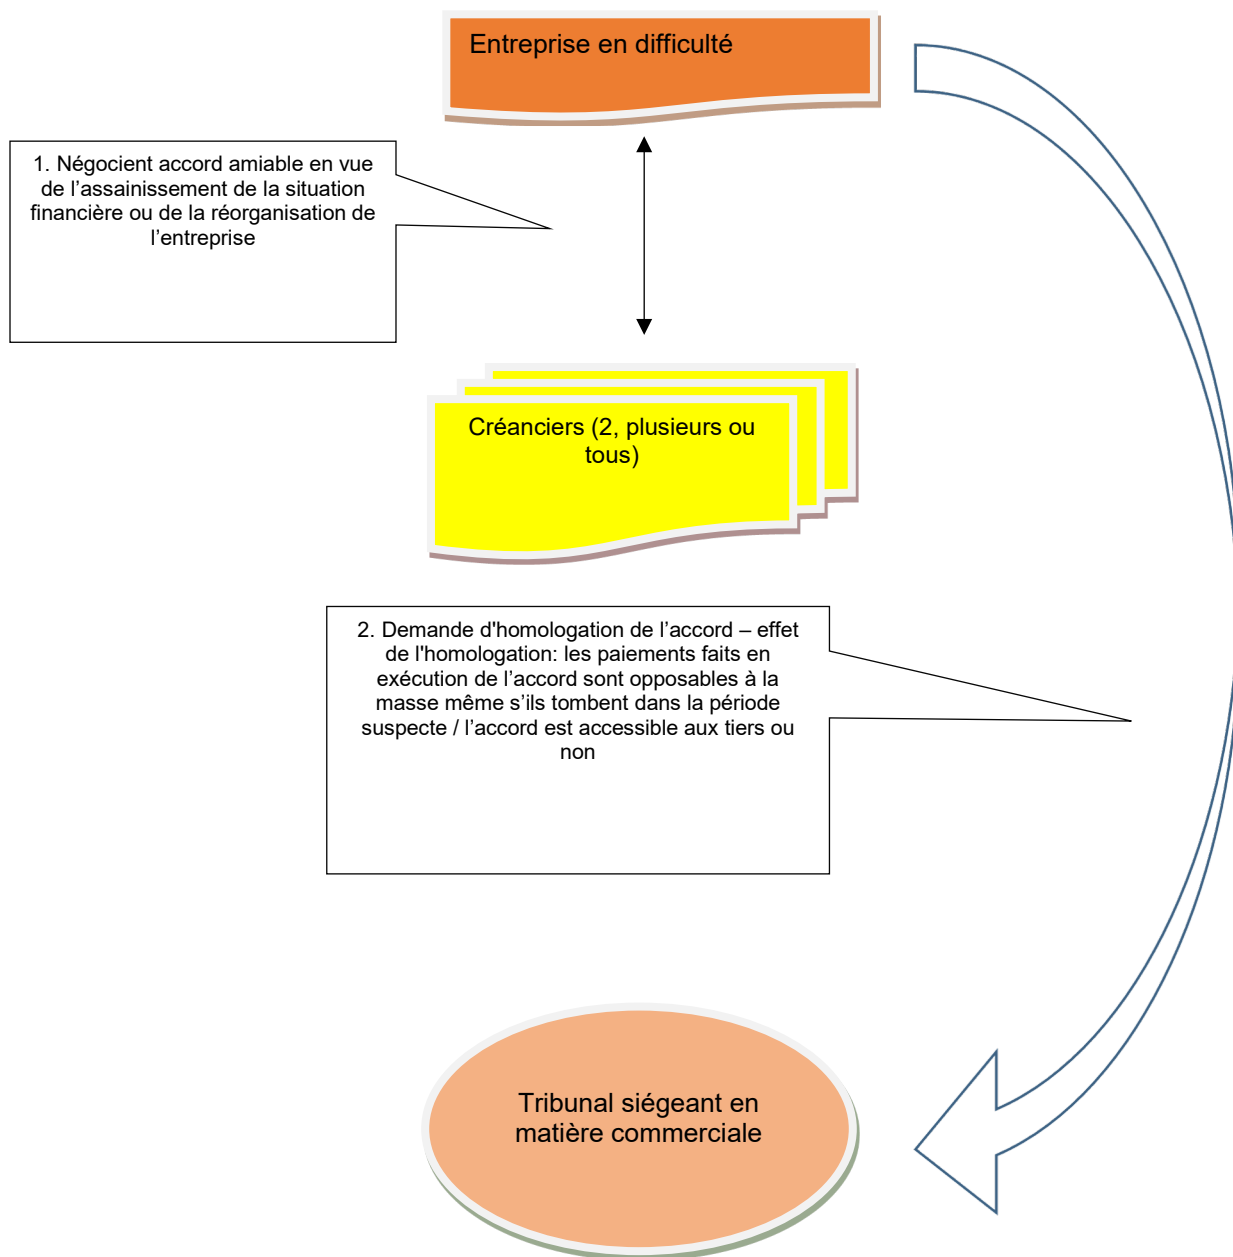 Entreprise en difficulté
1. Négocient accord amiable en vue
de l’assainissement de la situation
financière ou de la réorganisation de
l’entreprise
Créanciers (2, plusieurs ou
tous)
2. Demande d'homologation de l’accord – effet
de l'homologation: les paiements faits en
exécution de l’accord sont opposables à la
masse même s’ils tombent dans la période
suspecte / l’accord est accessible aux tiers ou
non
Tribunal siégeant en
matière commerciale